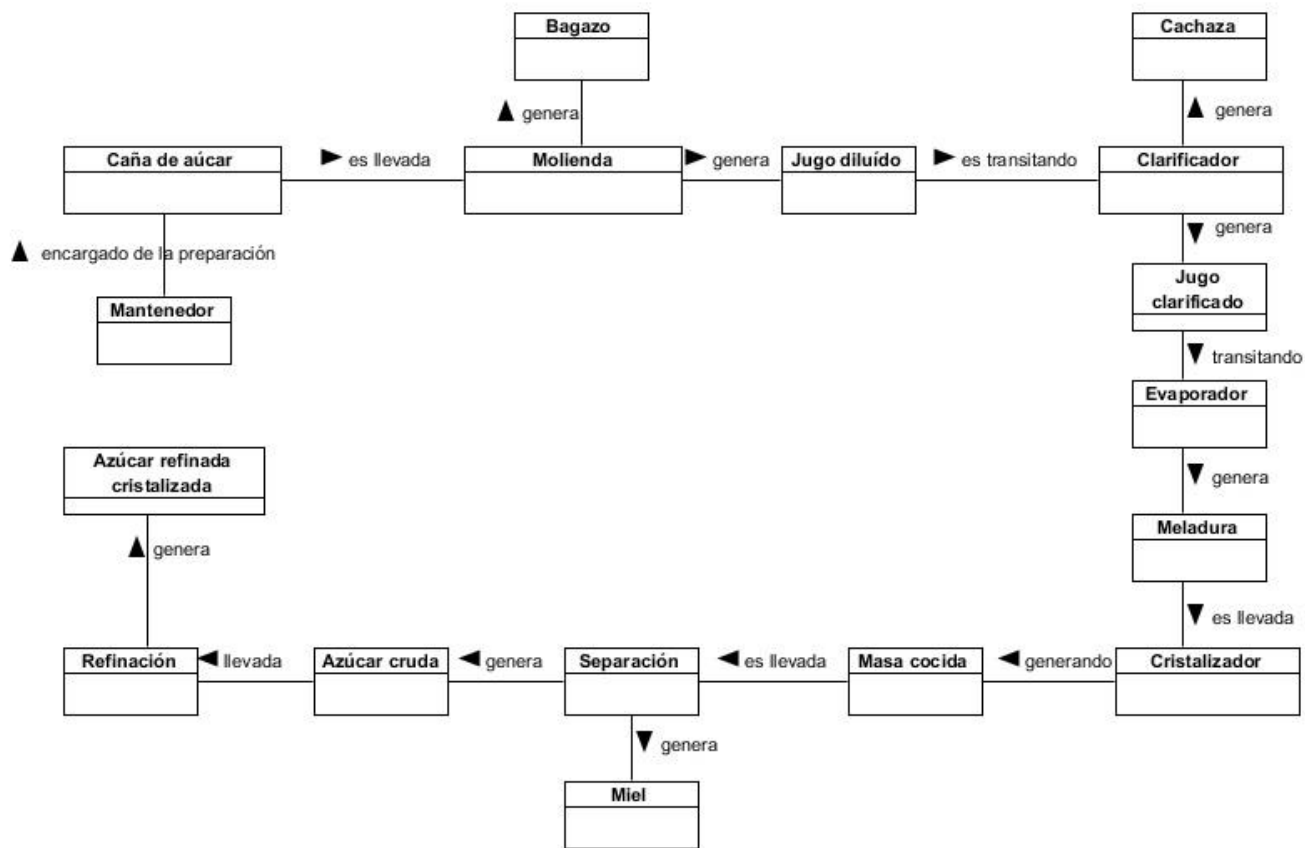 Bagazo
Cachaza
genera
genera
Caña de aúcar
es llevada
Molienda
genera
Jugo diluído
es transitando
Clarificador
genera
encargado de la preparación
Jugo
clarificado
Mantenedor
transitando
Evaporador
Azúcar refinada
cristalizada
genera
Meladura
genera
es llevada
Refinación
llevada
Azúcar cruda
genera
Separación
es llevada
Masa cocida
generando
Cristalizador
genera
Miel